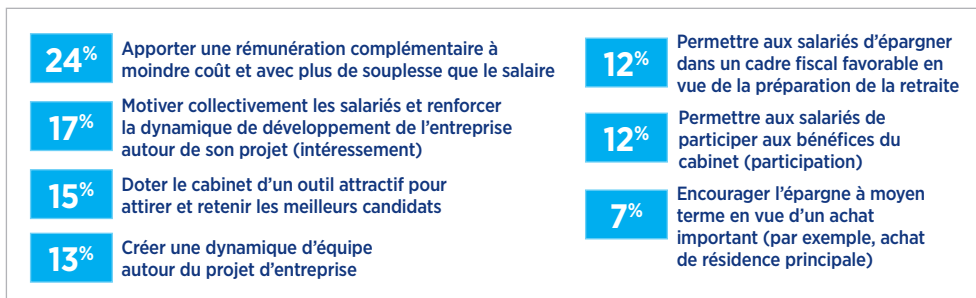 24%
Apporter une rémunération complémentaire à
moindre coût et avec plus de souplesse que le salaire
17%
Motiver collectivement les salariés et renforcer
la dynamique de développement de l’entreprise
autour de son projet (intéressement)
15%
Doter le cabinet d’un outil attractif pour
attirer et retenir les meilleurs candidats
13%
Créer une dynamique d’équipe
autour du projet d’entreprise
12%
Permettre aux salariés d’épargner
dans un cadre fiscal favorable en
vue de la préparation de la retraite
12%
Permettre aux salariés de
participer aux bénéfices du
cabinet (participation)
7%
Encourager l’épargne à moyen
terme en vue d’un achat
important (par exemple, achat
de résidence principale)